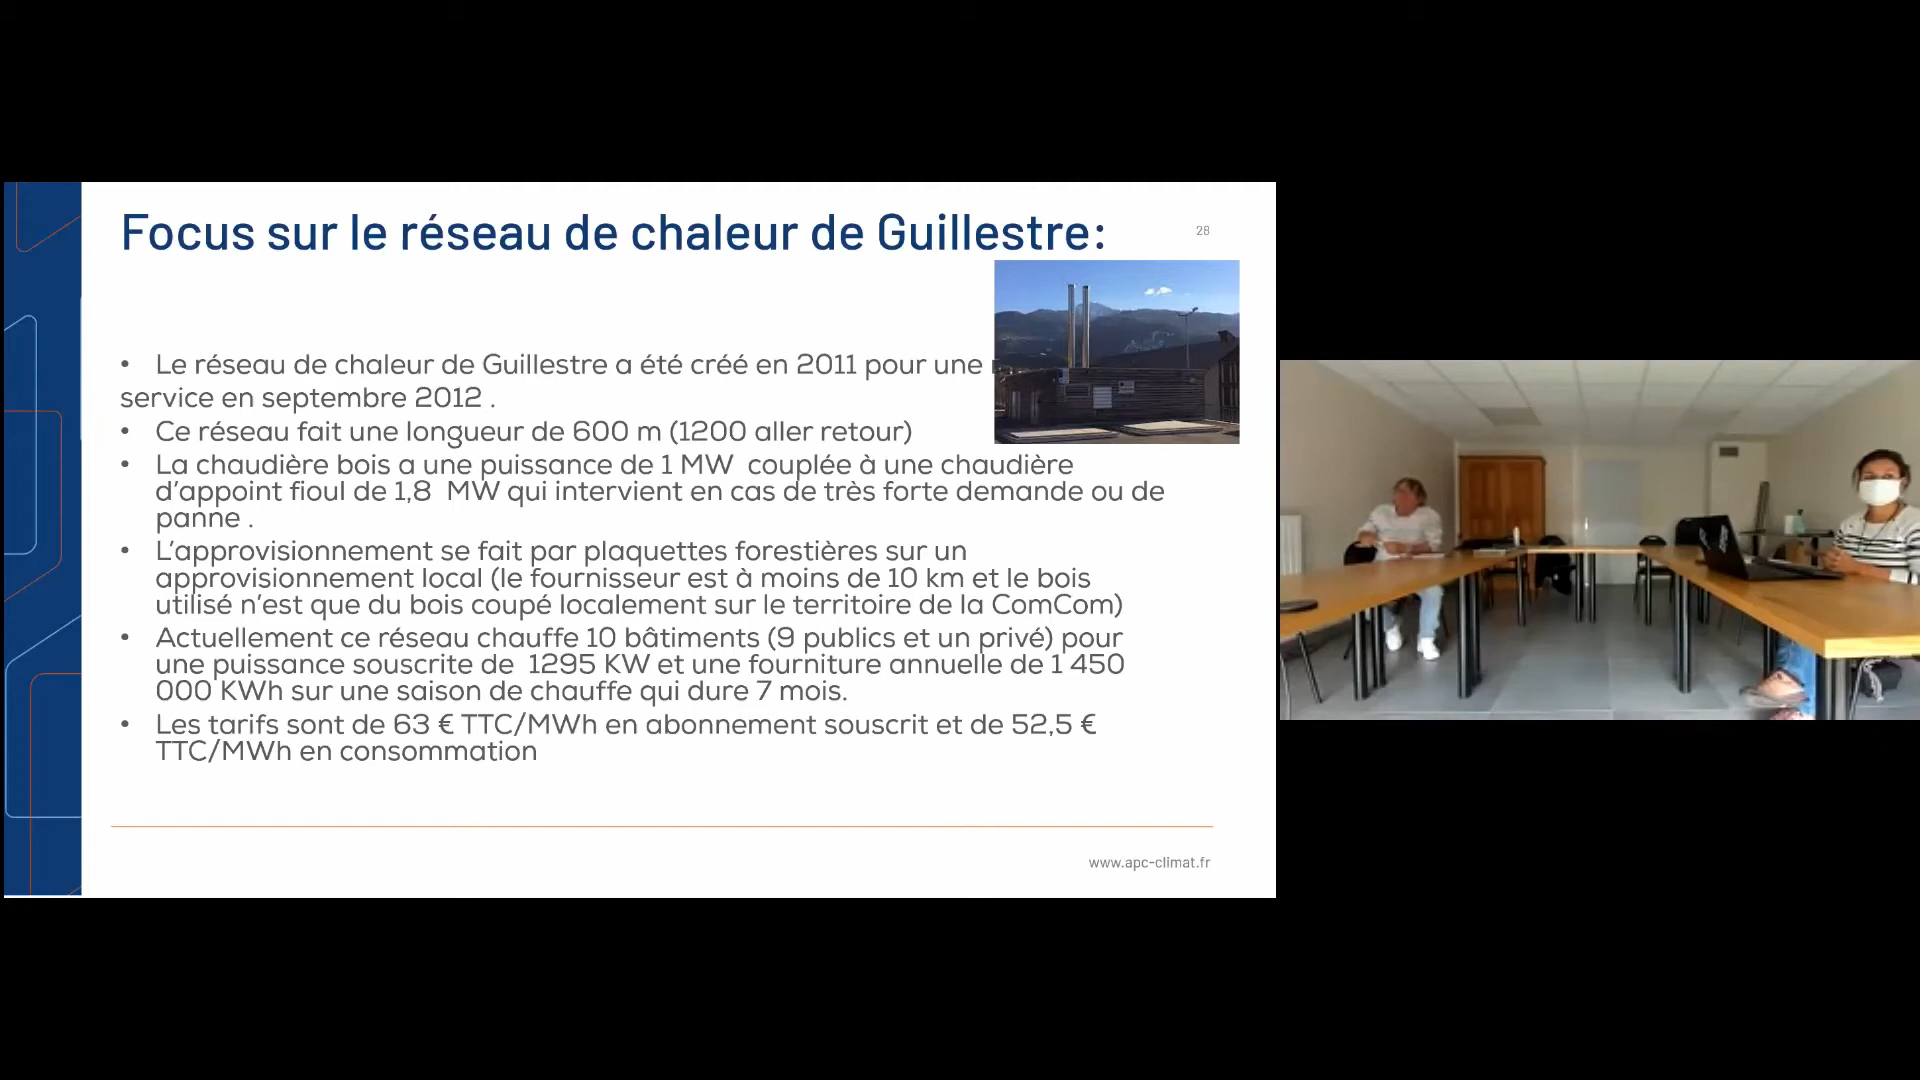 Focus sur le réseau de chaleur de Guillestre:
28
• Le réseau de chaleur de Guillestre a été créé en 2011 pour une
service en septembre 2012 .
• Ce réseau fait une longueur de 600 m (1200 aller retour)
• La chaudière bois a une puissance de 1 MW couplée à une chaudière
d'appoint fioul de 1,8 MW qui intervient en cas de très forte demande ou de
panne .
• L'approvisionnement se fait par plaquettes forestières sur un
approvisionnement local (le fournisseur est à moins de 10 km et le bois
utilisé n'est que du bois coupé localement sur le territoire de la ComCom)
• Actuellement ce réseau chauffe 10 bâtiments (9 publics et un privé) pour
une puissance souscrite de 1295 KW et une fourniture annuelle de 1 450
000 KWh sur une saison de chauffe qui dure 7 mois.
• Les tarifs sont de 63 € TTC/MWh en abonnement souscrit et de 52,5 €
TTC/MWh en consommation
www.apc-climat.fr